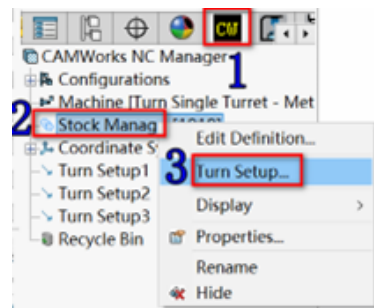 CW
1
CAMWorks NC Manager
Configurations
Machine [Turn Single Turret - Met
2
Stock Manag
Edit Definition...
Coordinate S
3
Turn Setup...
Turn Setup1
Turn Setup2
Display
Turn Setup3
Properties...
Recycle Bin
Rename
Hide